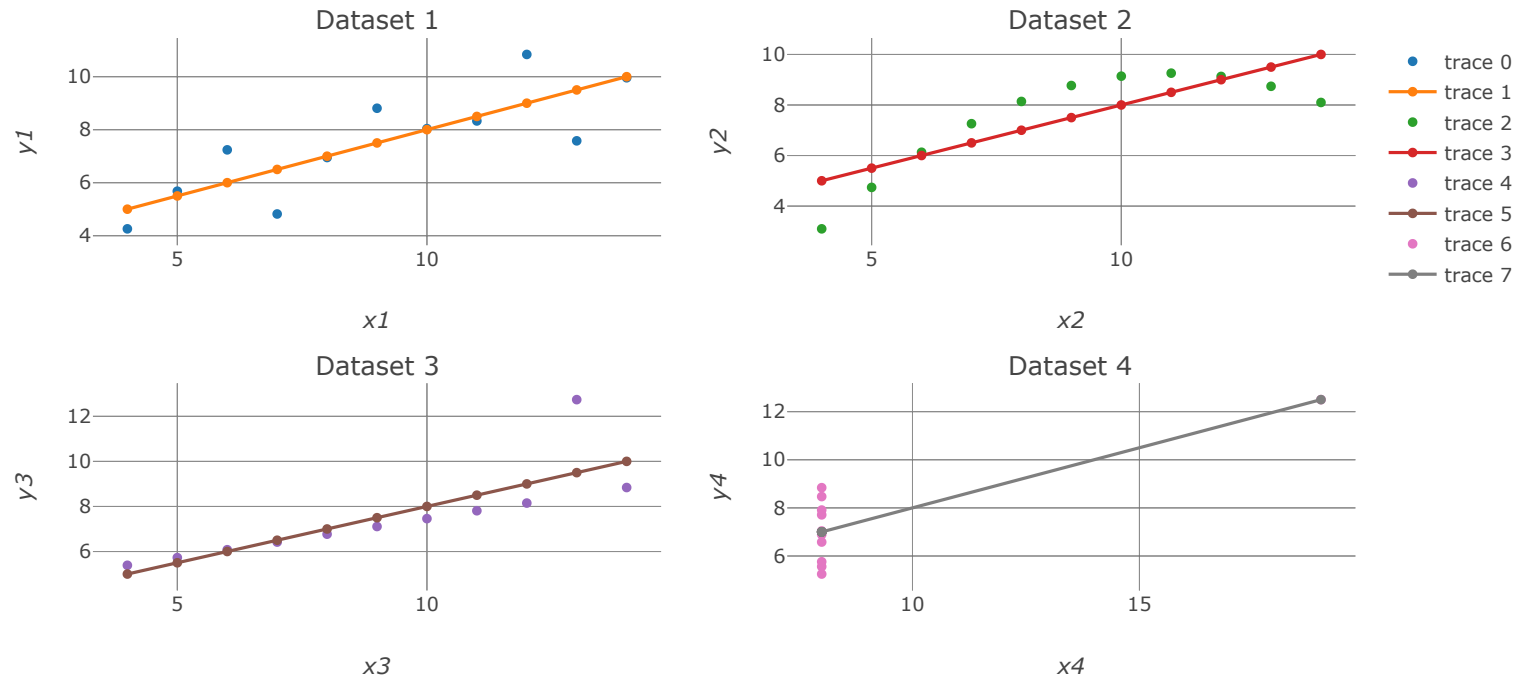 Dataset 1
10
8
6
4
y1
5 10
x1
Dataset 2
10
8
6
4
y2
5 10
x2
trace 0
trace 1
trace 2
trace 3
trace 4
trace 5
trace 6
trace 7
Dataset 3
12
10
8
6
y3
5 10
x3
Dataset 4
12
10
8
6
y4
10 15
x4